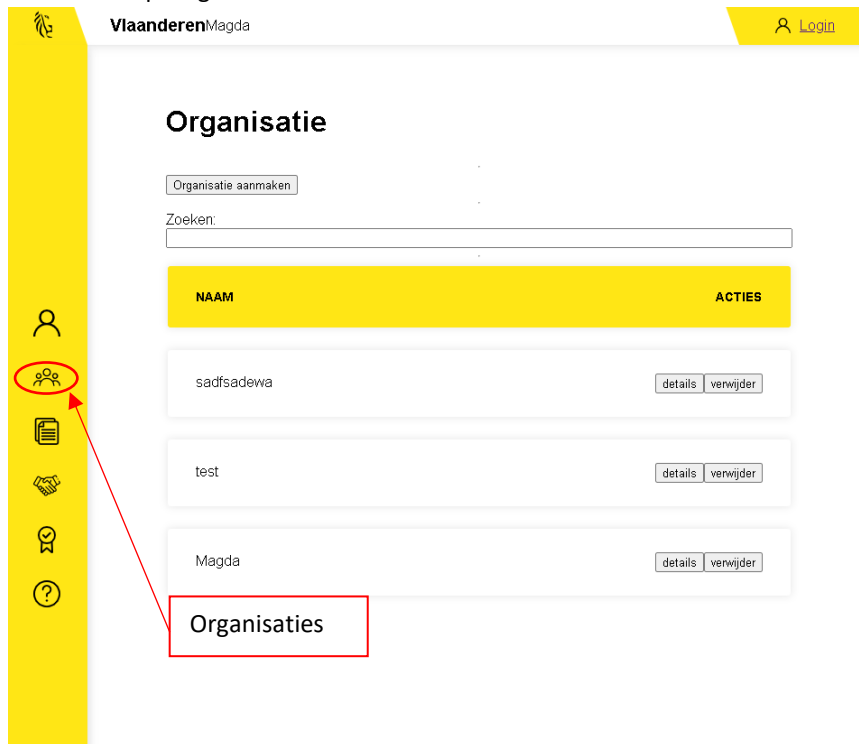 VlaanderenMagda
Login
Organisatie
Organisatie aanmaken
Zoeken:
NAAM ACTIES
sadfsadewa details verwijder
test details verwijder
Magda details verwijder
Organisaties